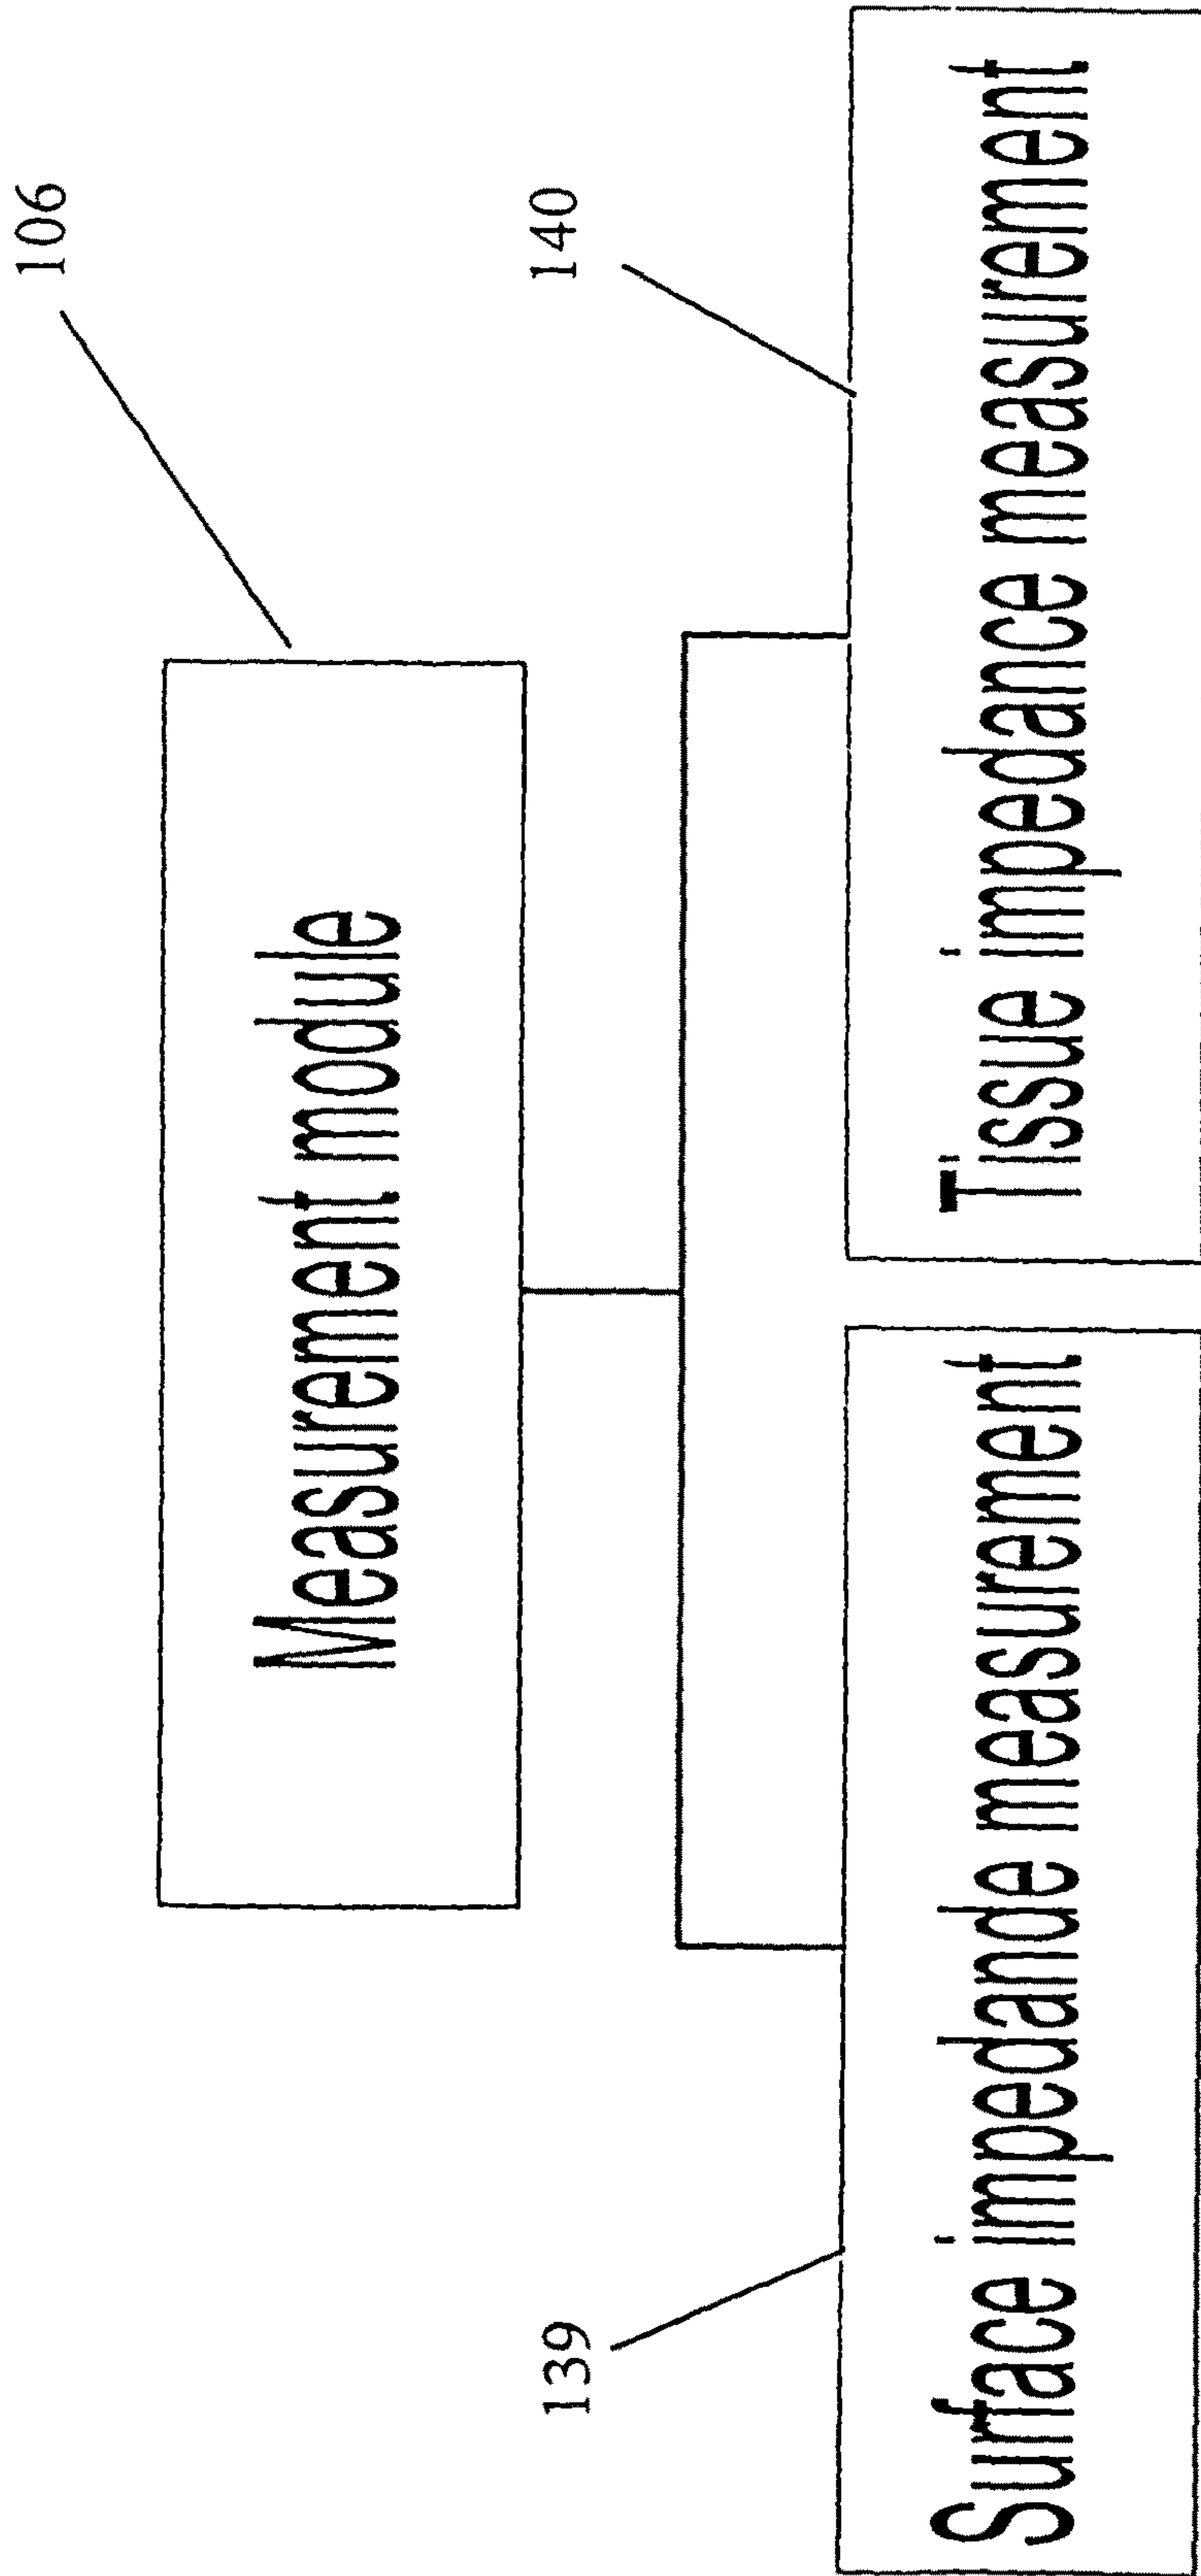 106
Measurement module
139
140
Surface impedande measurement
Tissue impedance measurement